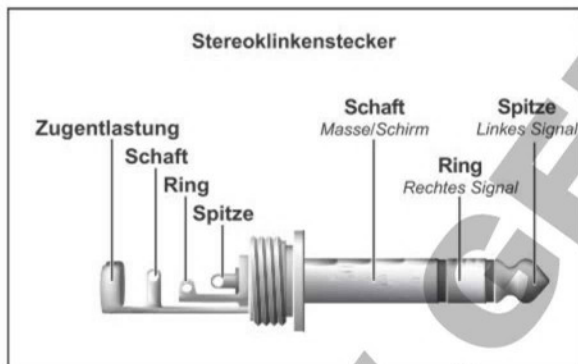 Stereoklinkenstecker
Zugentlastung
Schaft
Ring
Spitze
Schaft
Masse/Schirm
Ring
Rechtes Signal
Spitze
Linkes Signal